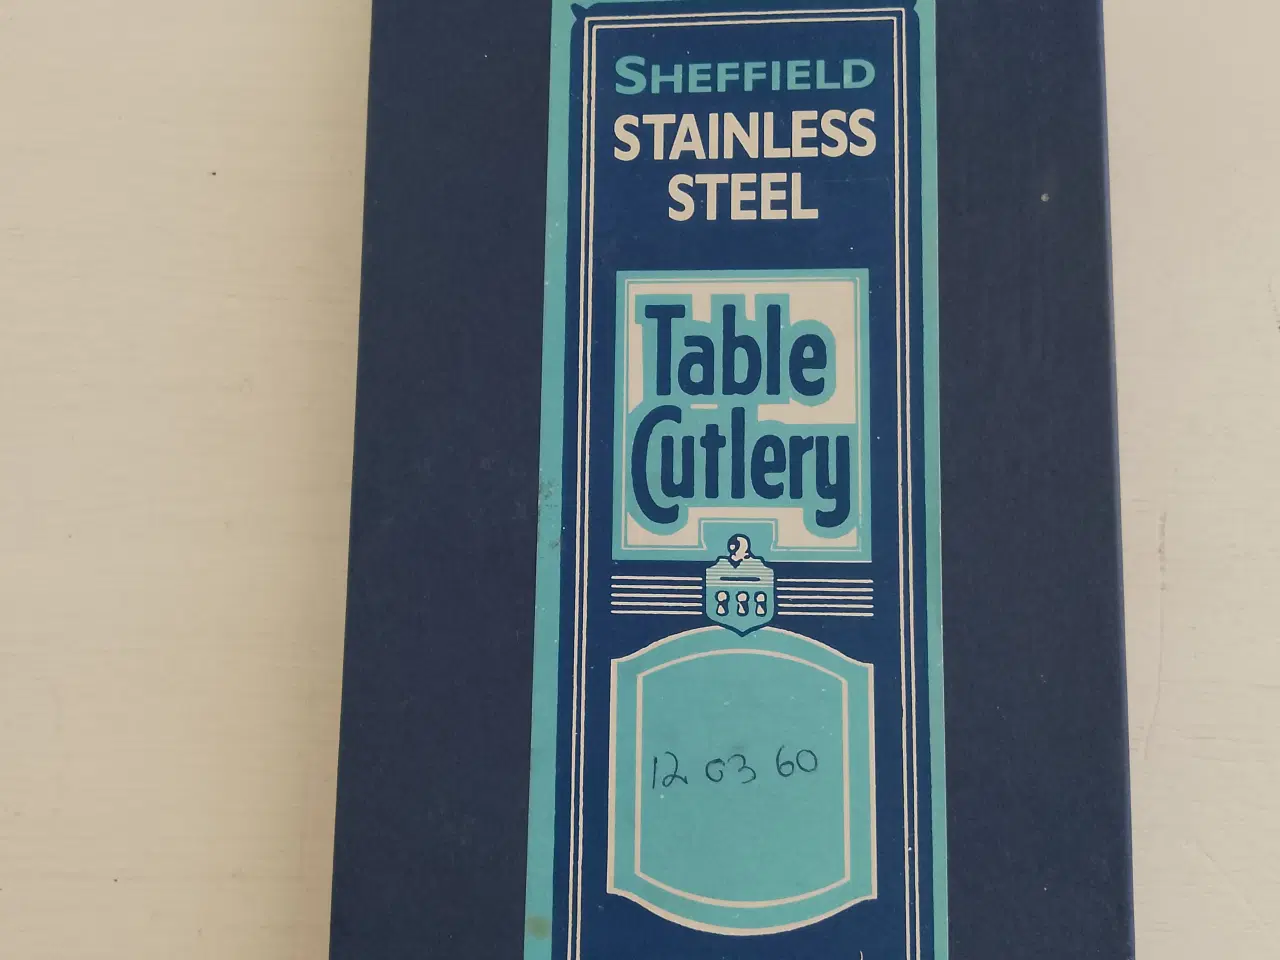 SHEFFIELD
STAINLESS
STEEL
Table
Cutlery
12 03 60